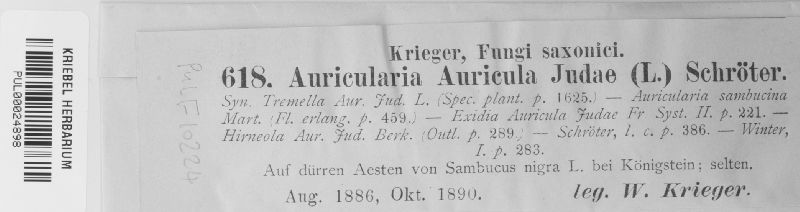 KRIEBEL HERBARIUM
PUL00024898
PULF10224
Krieger, Fungi saxonici.
618. Auricularia Auricula Judae (L.) Schröter.
Syn. Tremella Aur. Jud. L. (Spec. plant. p. 1625.) — Auricularia sambucina
Mart. (Fl. erlang. p. 459.) — Exidia Auricula Judae Fr Syst. II. p. 221. —
Hirneola Aur. Jud. Berk. (Outl. p. 289.) — Schröter, l. c. p. 386. — Winter,
I. p. 283.
Auf dürren Aesten von Sambucus nigra L. bei Königstein; selten.
Aug. 1886, Okt. 1890. leg. W. Krieger.